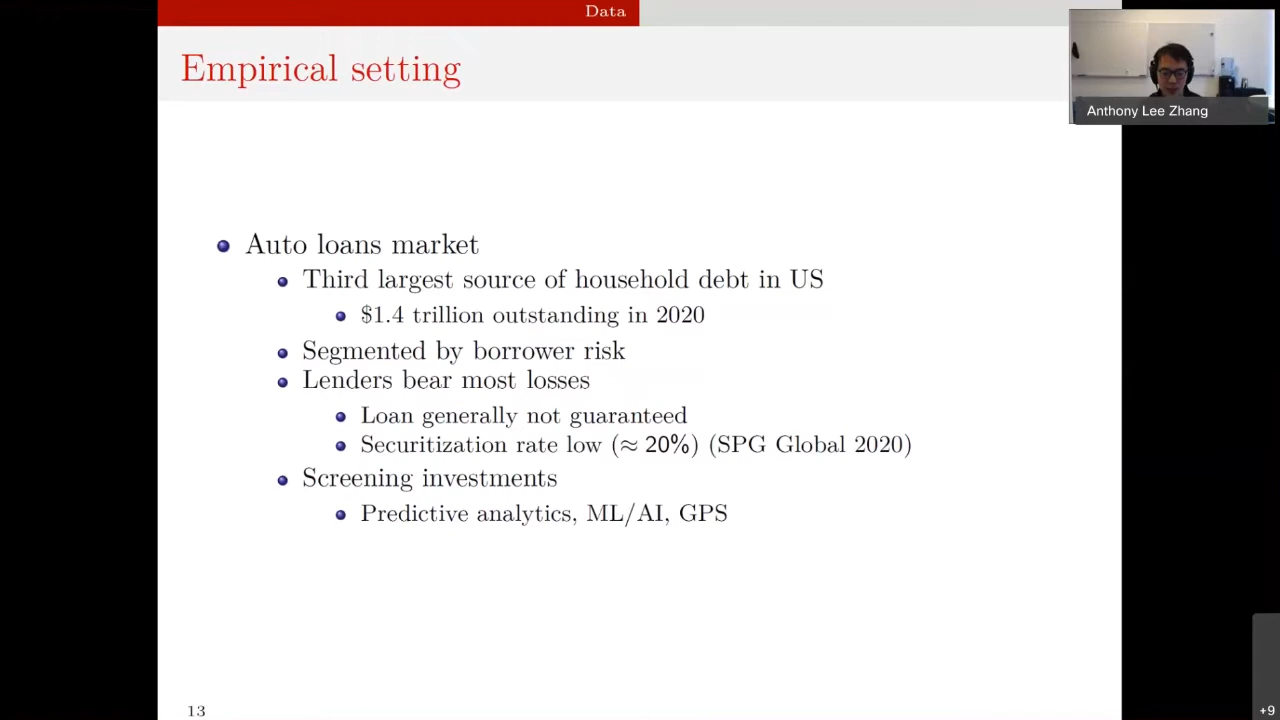 Data
Empirical setting
Anthony Lee Zhang
Auto loans market
Third largest source of household debt in US
$1.4 trillion outstanding in 2020
Segmented by borrower risk
Lenders bear most losses
Loan generally not guaranteed
Securitization rate low (≈ 20%) (SPG Global 2020)
Screening investments
Predictive analytics, ML/AI, GPS
13
+9